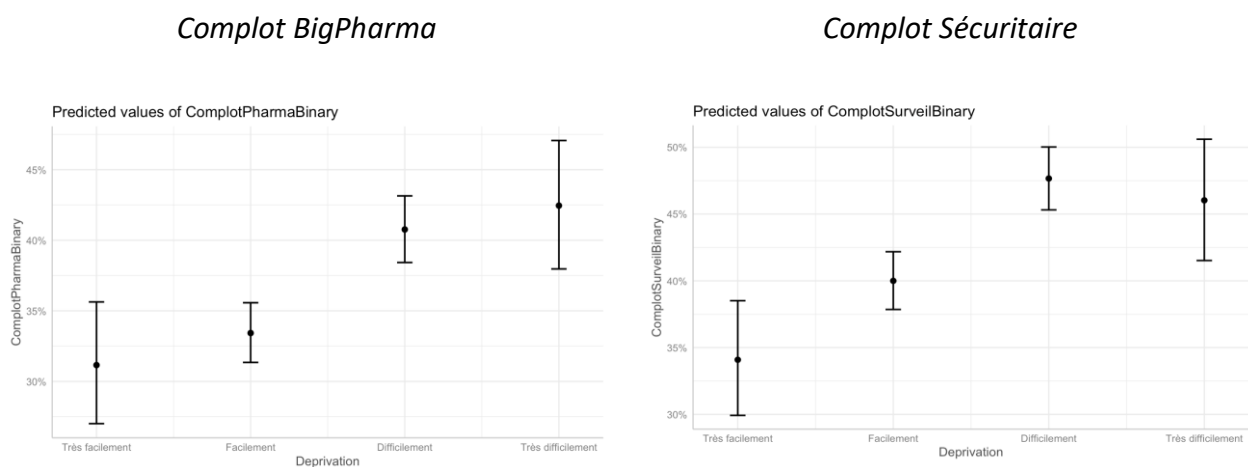 Complot BigPharma
Complot Sécuritaire
Predicted values of ComplotPharmaBinary
45%
40%
35%
30%
ComplotPharmaBinary
Très facilement
Facilement
Difficilement
Très difficilement
Deprivation
Predicted values of ComplotSurveilBinary
50%
45%
40%
35%
30%
ComplotSurveilBinary
Très facilement
Facilement
Difficilement
Très difficilement
Deprivation